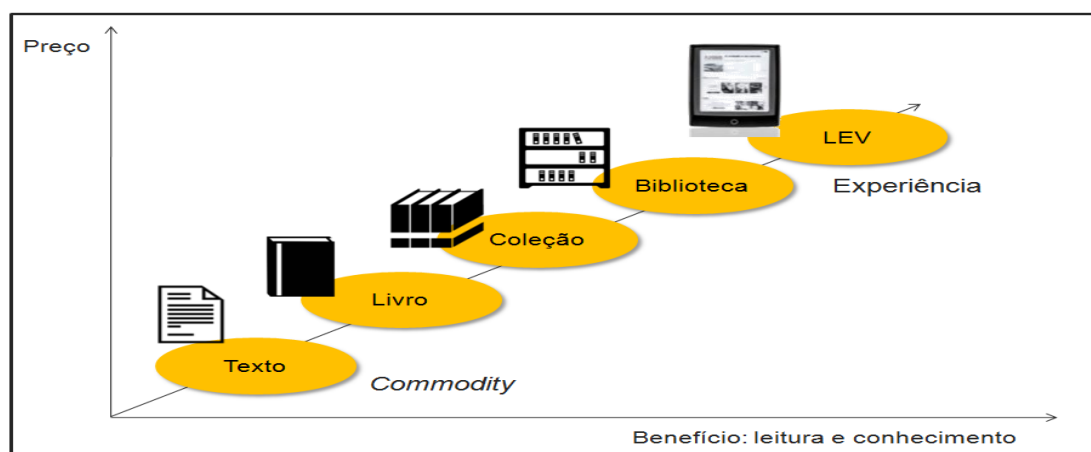 Preço
LEV
Biblioteca
Experiência
Coleção
Livro
Texto
Commodity
Benefício: leitura e conhecimento